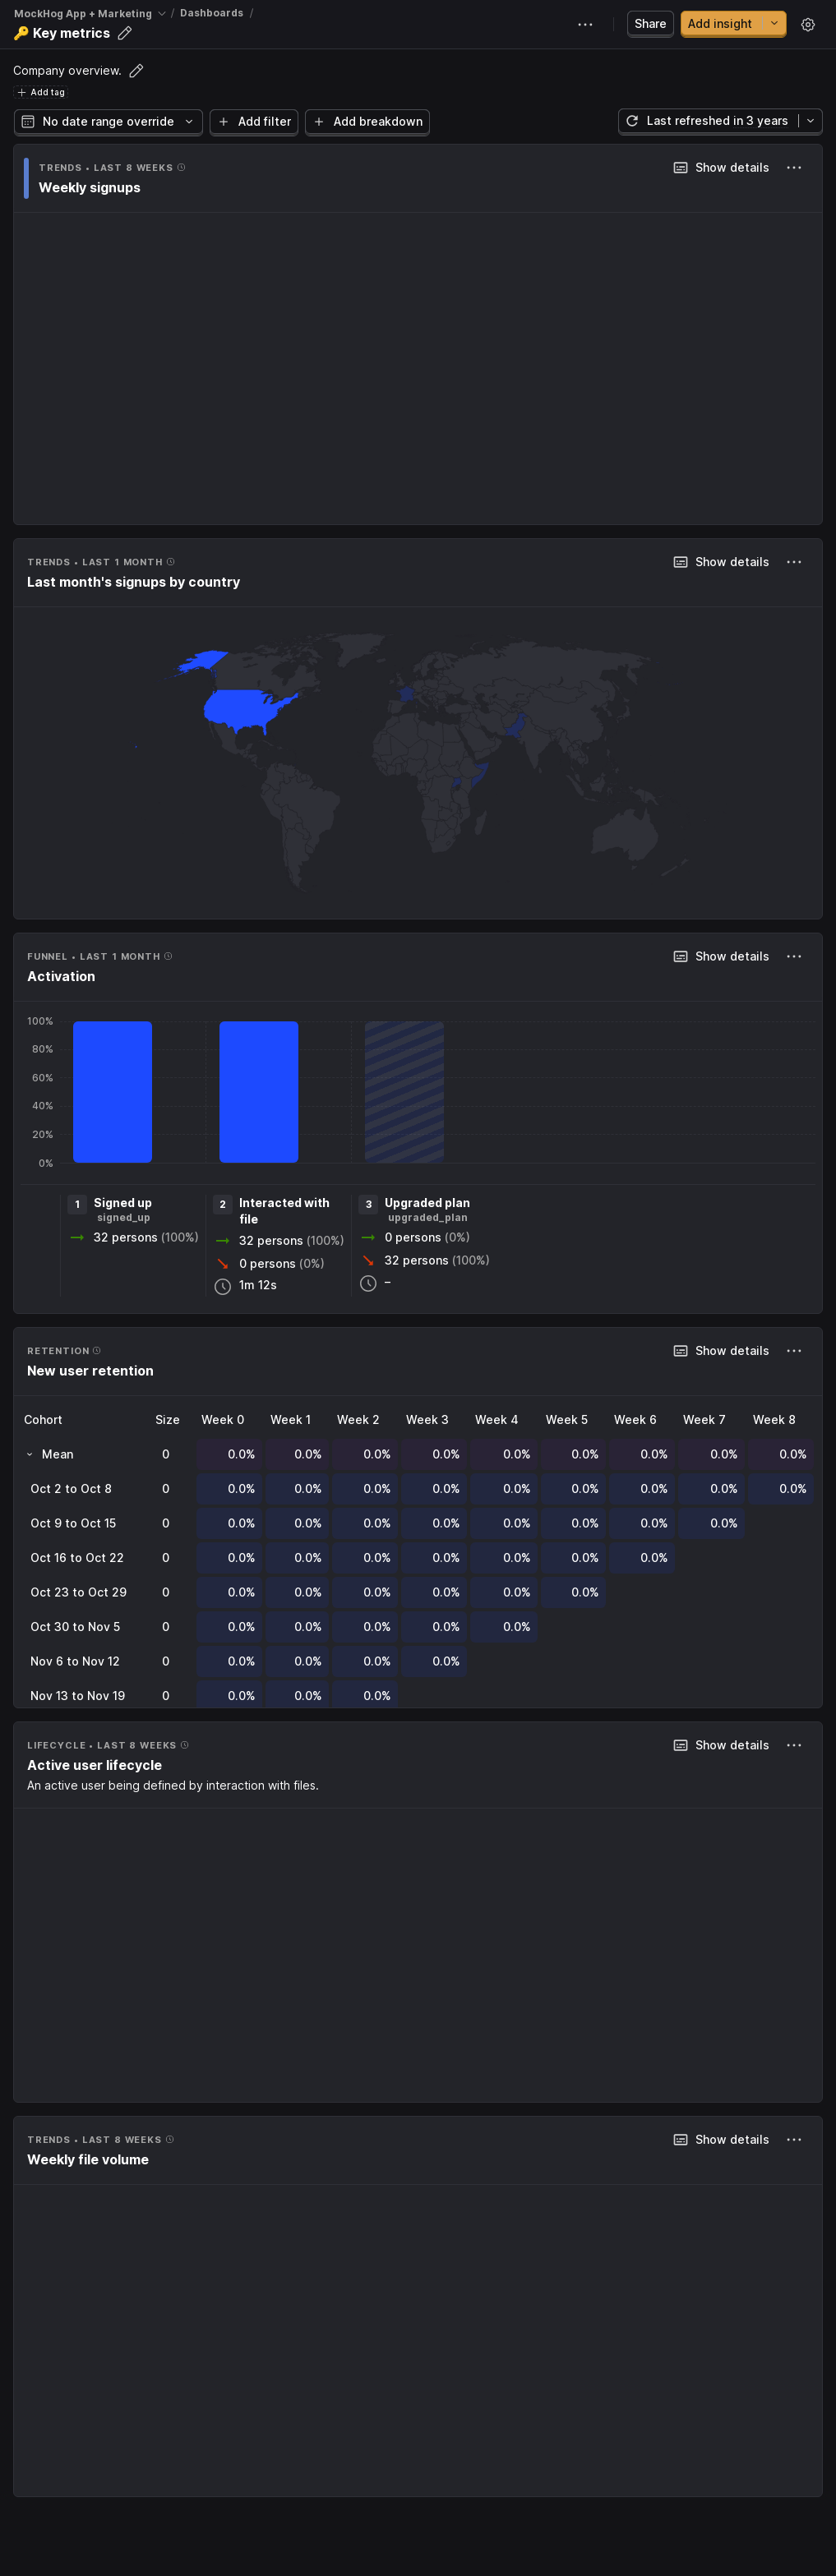 MockHog App + Marketing / Dashboards /
🔑 Key metrics
Share
Add insight
Company overview.
Add tag
No date range override
Add filter
Add breakdown
Last refreshed in 3 years
TRENDS • LAST 8 WEEKS
Show details
Weekly signups
TRENDS • LAST 1 MONTH
Show details
Last month's signups by country
FUNNEL • LAST 1 MONTH
Show details
Activation
100%
80%
60%
40%
20%
0%
1 Signed up
signed_up
32 persons (100%)
2 Interacted with
file
32 persons (100%)
0 persons (0%)
1m 12s
3 Upgraded plan
upgraded_plan
0 persons (0%)
32 persons (100%)
–
RETENTION
Show details
New user retention
Cohort Size Week 0 Week 1 Week 2 Week 3 Week 4 Week 5 Week 6 Week 7 Week 8
Mean 0 0.0% 0.0% 0.0% 0.0% 0.0% 0.0% 0.0% 0.0% 0.0%
Oct 2 to Oct 8 0 0.0% 0.0% 0.0% 0.0% 0.0% 0.0% 0.0% 0.0% 0.0%
Oct 9 to Oct 15 0 0.0% 0.0% 0.0% 0.0% 0.0% 0.0% 0.0% 0.0%
Oct 16 to Oct 22 0 0.0% 0.0% 0.0% 0.0% 0.0% 0.0% 0.0%
Oct 23 to Oct 29 0 0.0% 0.0% 0.0% 0.0% 0.0% 0.0%
Oct 30 to Nov 5 0 0.0% 0.0% 0.0% 0.0% 0.0%
Nov 6 to Nov 12 0 0.0% 0.0% 0.0% 0.0%
Nov 13 to Nov 19 0 0.0% 0.0% 0.0%
LIFECYCLE • LAST 8 WEEKS
Show details
Active user lifecycle
An active user being defined by interaction with files.
TRENDS • LAST 8 WEEKS
Show details
Weekly file volume